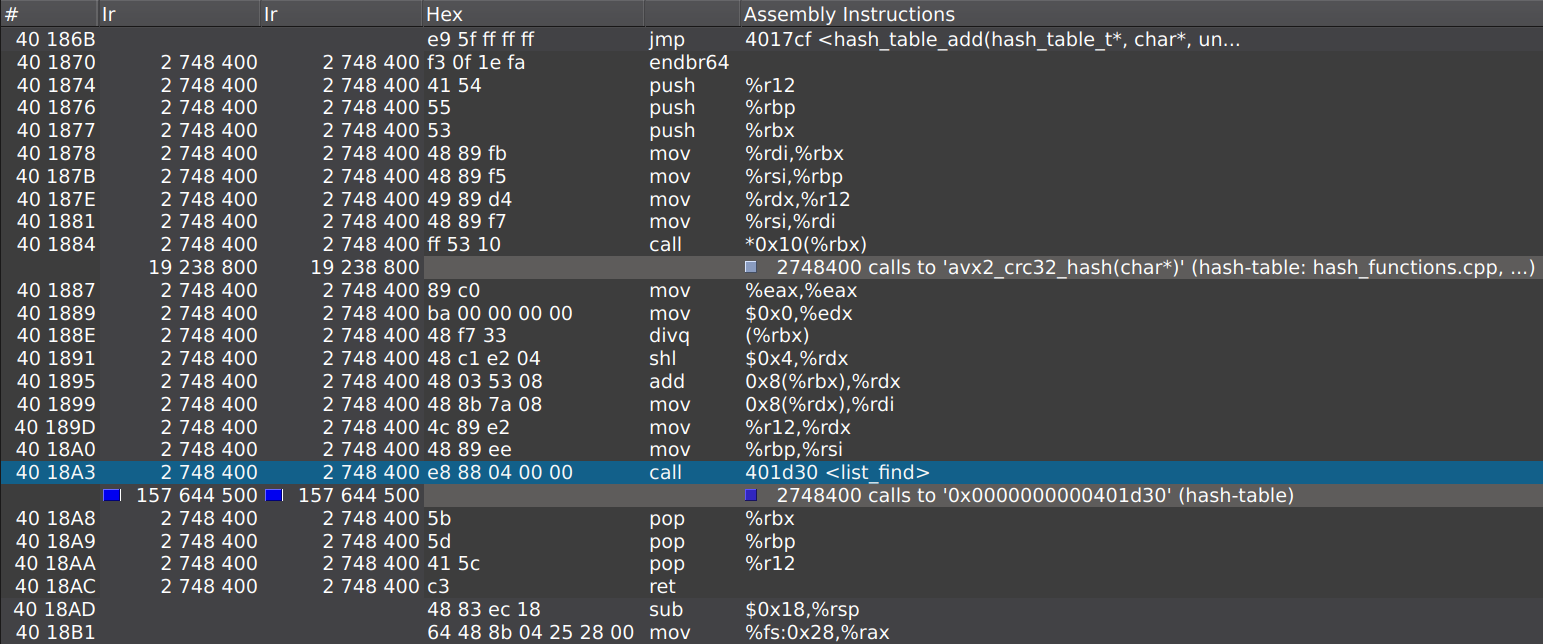 # Ir Ir Hex Assembly Instructions
40 186B e9 5f ff ff ff jmp 4017cf <hash_table_add(hash_table_t*, char*, un...
40 1870 2 748 400 2 748 400 f3 0f 1e fa endbr64
40 1874 2 748 400 2 748 400 41 54 push %r12
40 1876 2 748 400 2 748 400 55 push %rbp
40 1877 2 748 400 2 748 400 53 push %rbx
40 1878 2 748 400 2 748 400 48 89 fb mov %rdi,%rbx
40 187B 2 748 400 2 748 400 48 89 f5 mov %rsi,%rbp
40 187E 2 748 400 2 748 400 49 89 d4 mov %rdx,%r12
40 1881 2 748 400 2 748 400 48 89 f7 mov %rsi,%rdi
40 1884 2 748 400 2 748 400 ff 53 10 call *0x10(%rbx)
19 238 800 19 238 800 2748400 calls to 'avx2_crc32_hash(char*)' (hash-table: hash_functions.cpp, ...)
40 1887 2 748 400 2 748 400 89 c0 mov %eax,%eax
40 1889 2 748 400 2 748 400 ba 00 00 00 00 mov $0x0,%edx
40 188E 2 748 400 2 748 400 48 f7 33 divq (%rbx)
40 1891 2 748 400 2 748 400 48 c1 e2 04 shl $0x4,%rdx
40 1895 2 748 400 2 748 400 48 03 53 08 add 0x8(%rbx),%rdx
40 1899 2 748 400 2 748 400 48 8b 7a 08 mov 0x8(%rdx),%rdi
40 189D 2 748 400 2 748 400 4c 89 e2 mov %r12,%rdx
40 18A0 2 748 400 2 748 400 48 89 ee mov %rbp,%rsi
40 18A3 2 748 400 2 748 400 e8 88 04 00 00 call 401d30 <list_find>
157 644 500 157 644 500 2748400 calls to '0x0000000000401d30' (hash-table)
40 18A8 2 748 400 2 748 400 5b pop %rbx
40 18A9 2 748 400 2 748 400 5d pop %rbp
40 18AA 2 748 400 2 748 400 41 5c pop %r12
40 18AC 2 748 400 2 748 400 c3 ret
40 18AD 48 83 ec 18 sub $0x18,%rsp
40 18B1 64 48 8b 04 25 28 00 mov %fs:0x28,%rax